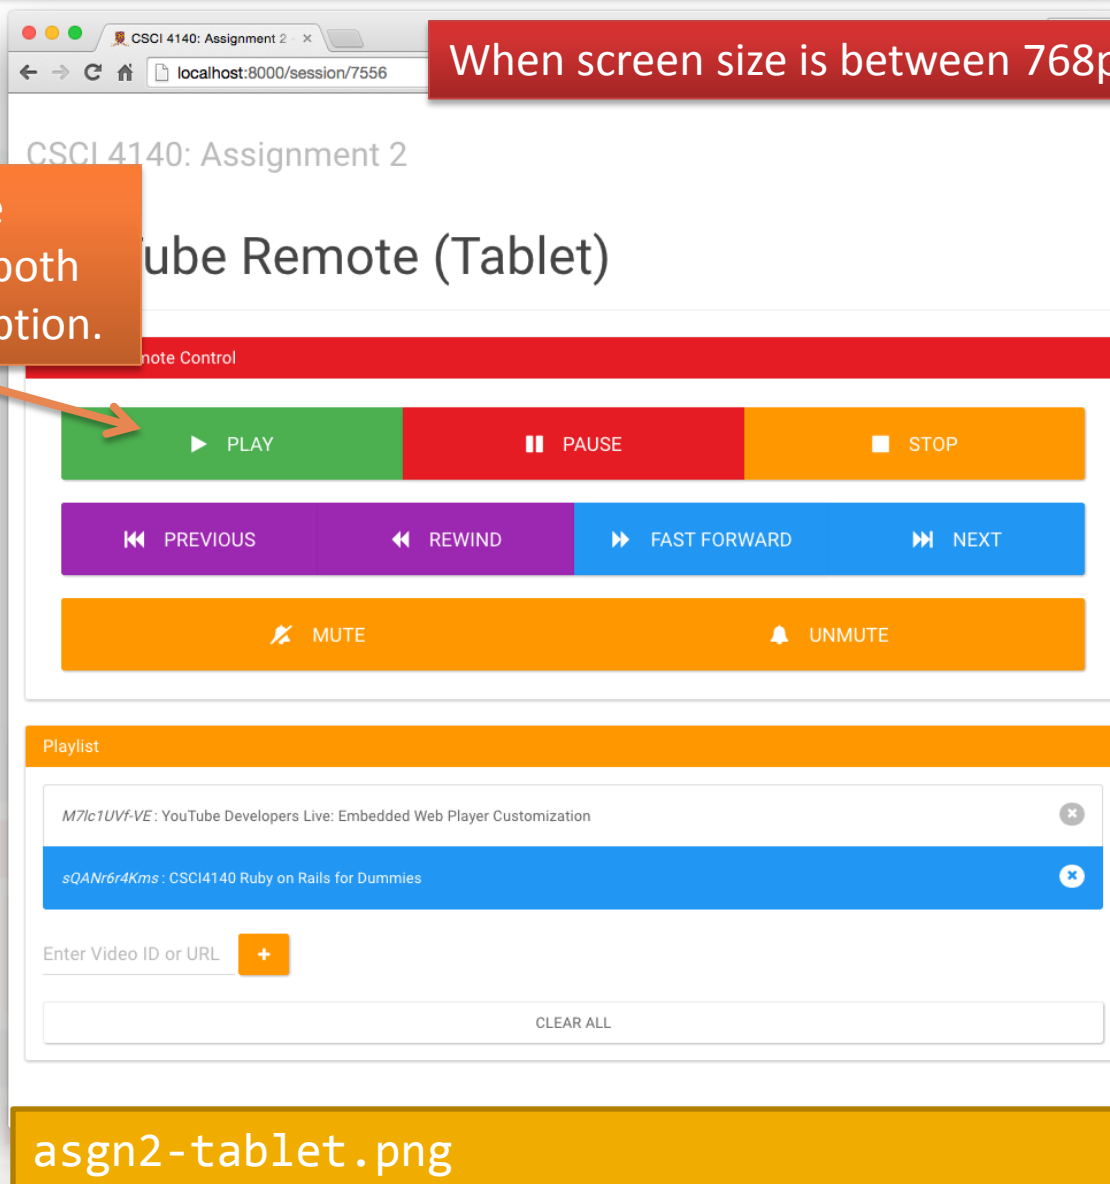 CSCI 4140: Assignment 2
localhost:8000/session/7556
When screen size is between 768p
CSCI 4140: Assignment 2
both
ube Remote (Tablet)
note Control
PLAY PAUSE STOP
PREVIOUS REWIND FAST FORWARD NEXT
MUTE UNMUTE
Playlist
M7lc1UVf-VE : YouTube Developers Live: Embedded Web Player Customization
sQANr6r4Kms : CSCI4140 Ruby on Rails for Dummies
Enter Video ID or URL +
CLEAR ALL
asgn2-tablet.png